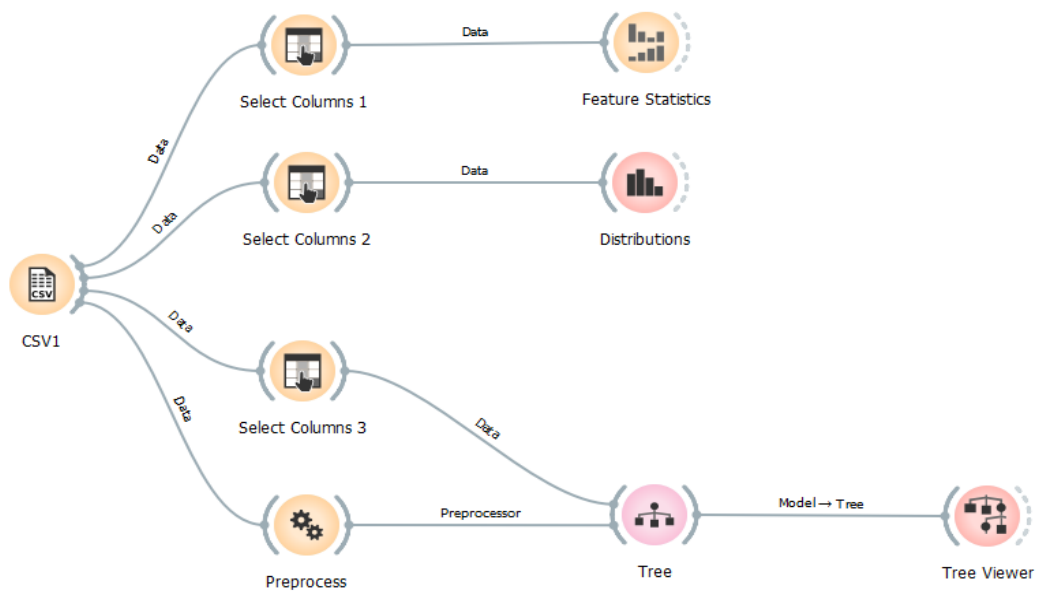 Data
Select Columns 1
Feature Statistics
Data
Data
Data
Select Columns 2
Distributions
CSV
CSV1
Data
Data
Select Columns 3
Data
Data
Preprocessor
Model → Tree
Preprocess
Tree
Tree Viewer